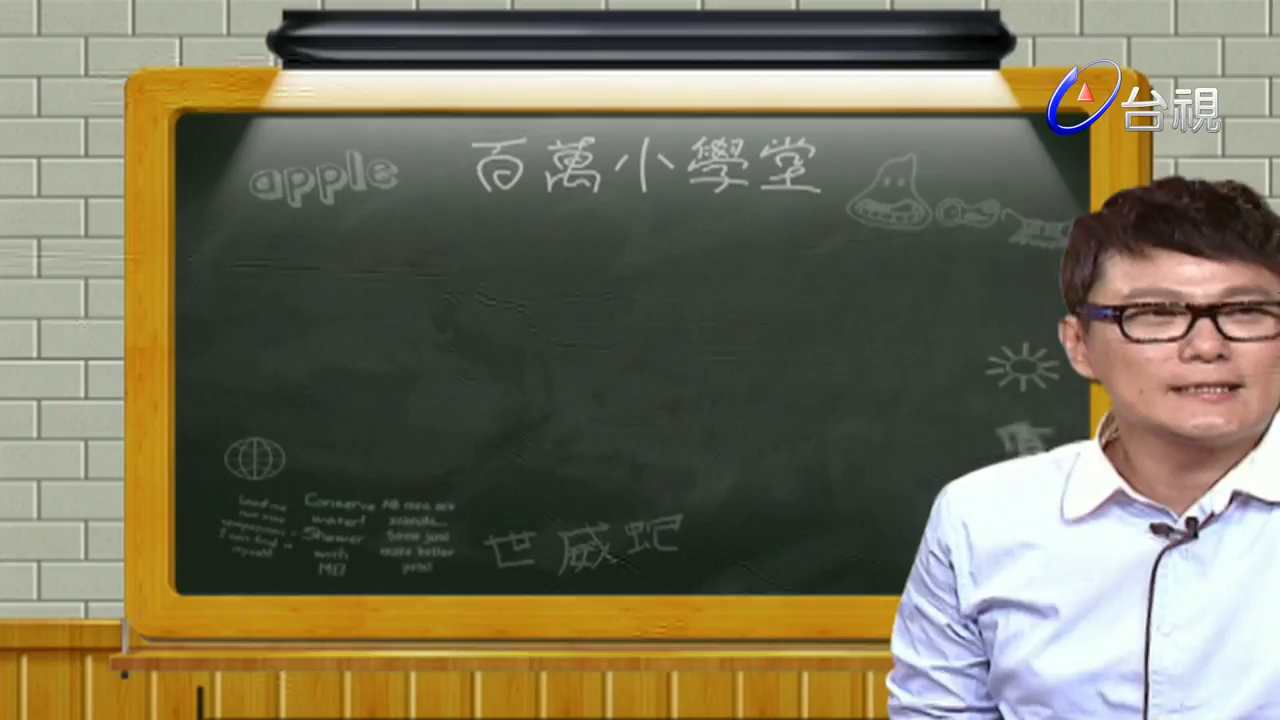 台視
apple
百萬小學堂
Conserve
water!
Shower
with
ME?
All men are
animals...
Some just
make better
pets!
世威蛇